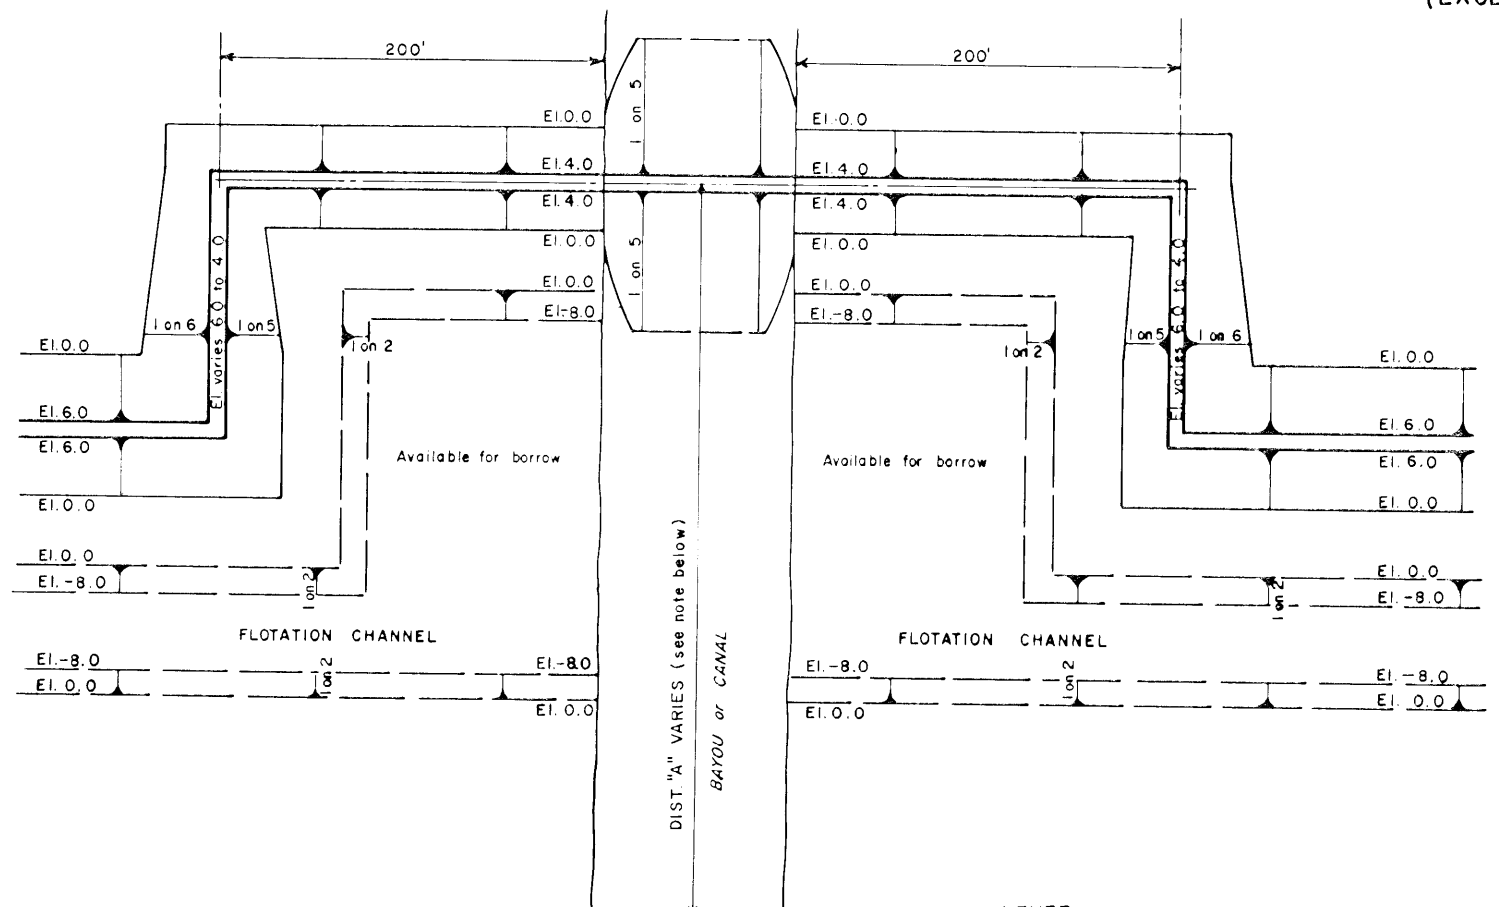 (EXCE
200'
200'
1 on 5
El.0.0
El.-0.0
El.4.0
El.4.0
El.4.0
El.4.0
El.0.0
El.0.0
1 on 5
El. varies 6.0 to 4.0
El. varies 6.0 to 4.0
El.0.0
El.0.0
El.-8.0
El.-8.0
1 on 6
1 on 5
1 on 2
1 on 2
1 on 5
1 on 6
El.0.0
El. 0.0
El.6.0
El. 6.0
El.6.0
El. 6.0
Available for borrow
Available for borrow
El.0.0
El. 0.0
El.0.0
El.-8.0
1 on 2
El. 0.0
El. -8.0
1 on 2
FLOTATION CHANNEL
FLOTATION CHANNEL
El.-8.0
El. 0.0
1 on 2
El.-8.0
El. 0.0
El.-8.0
El.0.0
1 on 2
El. -8.0
El. 0.0
DIST. "A" VARIES (see note below)
BAYOU or CANAL